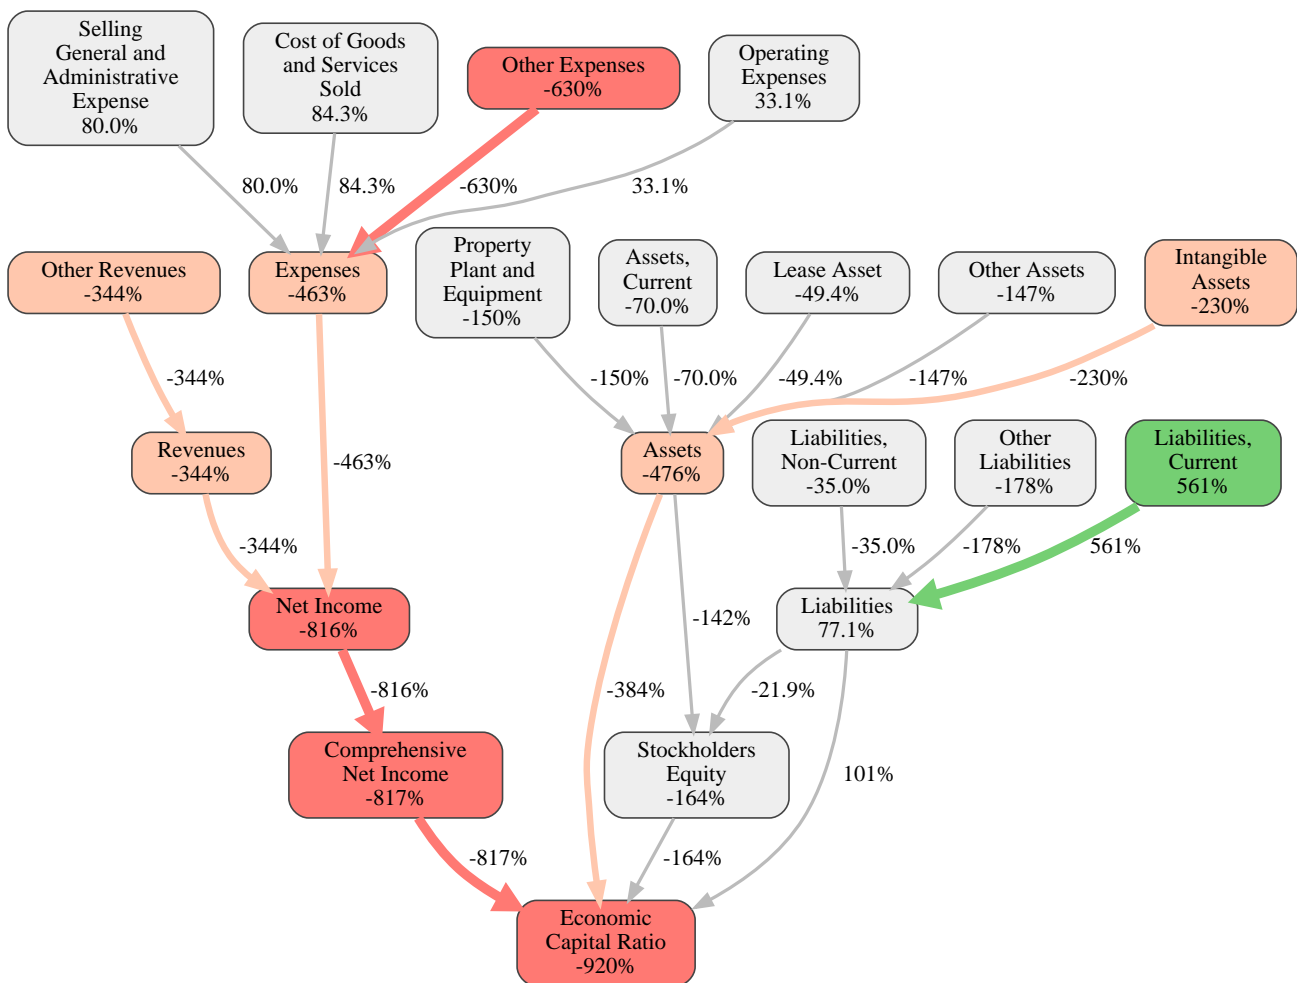 Selling
General and
Administrative
Expense
80.0%
Cost of Goods
and Services
Sold
84.3%
Other Expenses
-630%
Operating
Expenses
33.1%
80.0%
84.3%
-630%
33.1%
Other Revenues
-344%
Expenses
-463%
Property
Plant and
Equipment
-150%
Assets,
Current
-70.0%
Lease Asset
-49.4%
Other Assets
-147%
Intangible
Assets
-230%
-344%
-150%
-70.0%
-49.4%
-147%
-230%
Revenues
-344%
-463%
Assets
-476%
Liabilities,
Non-Current
-35.0%
Other
Liabilities
-178%
Liabilities,
Current
561%
-344%
-35.0%
-178%
561%
Net Income
-816%
-142%
Liabilities
77.1%
-816%
-384%
-21.9%
Comprehensive
Net Income
-817%
Stockholders
Equity
-164%
101%
-817%
-164%
Economic
Capital Ratio
-920%